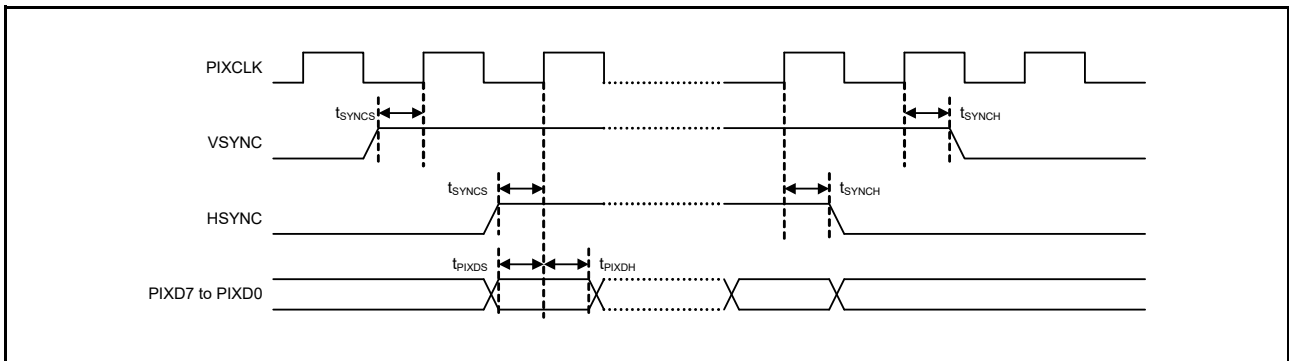 PIXCLK
tSYNCS
tSYNCH
VSYNC
tSYNCS
tSYNCH
HSYNC
tPIXDS
tPIXDH
PIXD7 to PIXD0